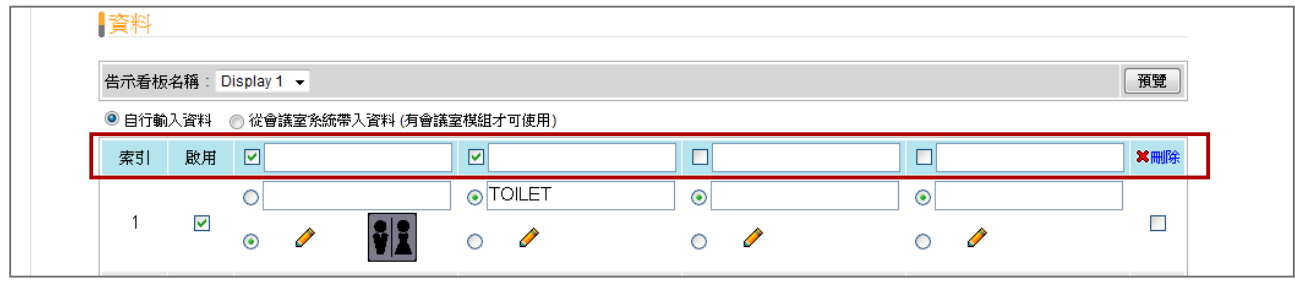 資料
告示看板名稱： Display 1 預覽
自行輸入資料 從會議室系統帶入資料 (有會議室模組才可使用)
索引 啟用 刪除
TOILET
1